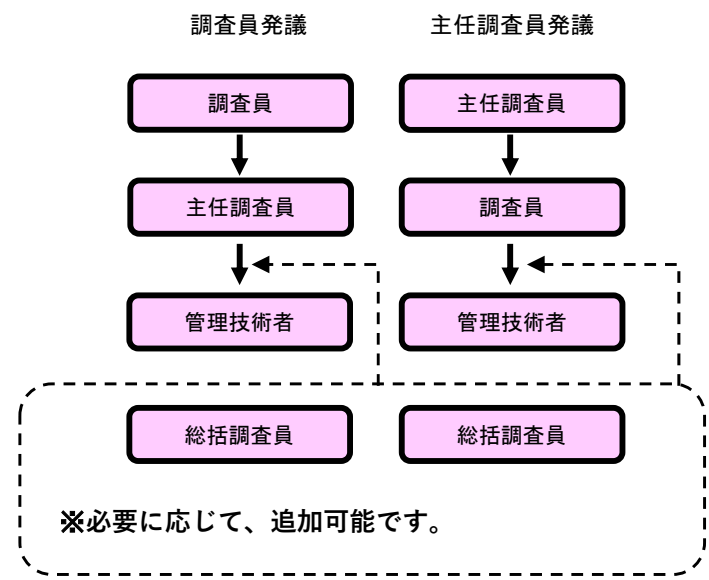 調査員発議
主任調査員発議
調査員
主任調査員
主任調査員
調査員
管理技術者
管理技術者
総括調査員
総括調査員
※必要に応じて、追加可能です。